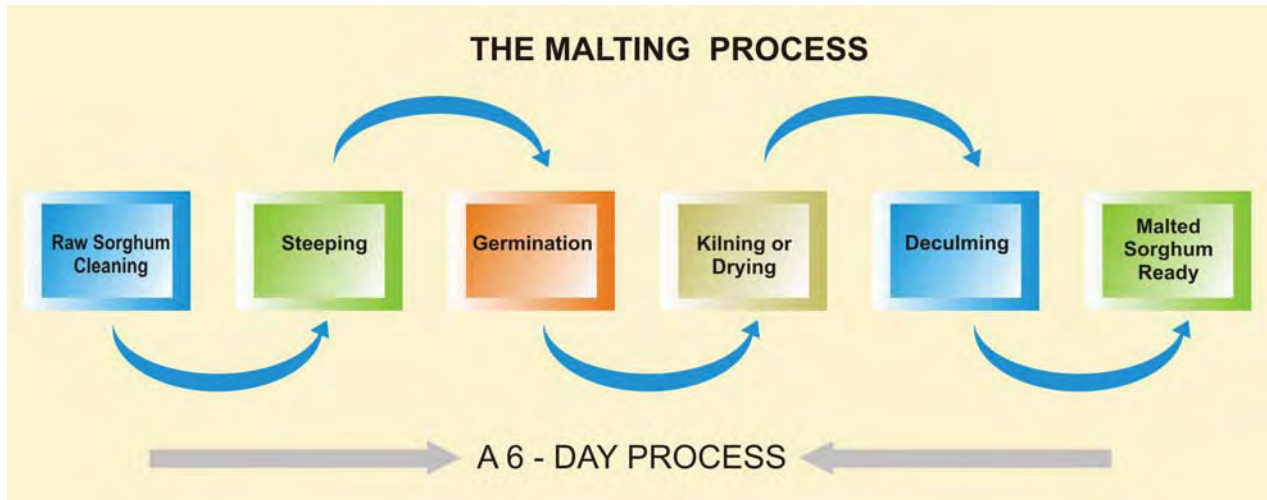 THE MALTING PROCESS
Raw Sorghum
Cleaning
Steeping
Germination
Kilning or
Drying
Deculming
Malted
Sorghum
Ready
A 6 - DAY PROCESS